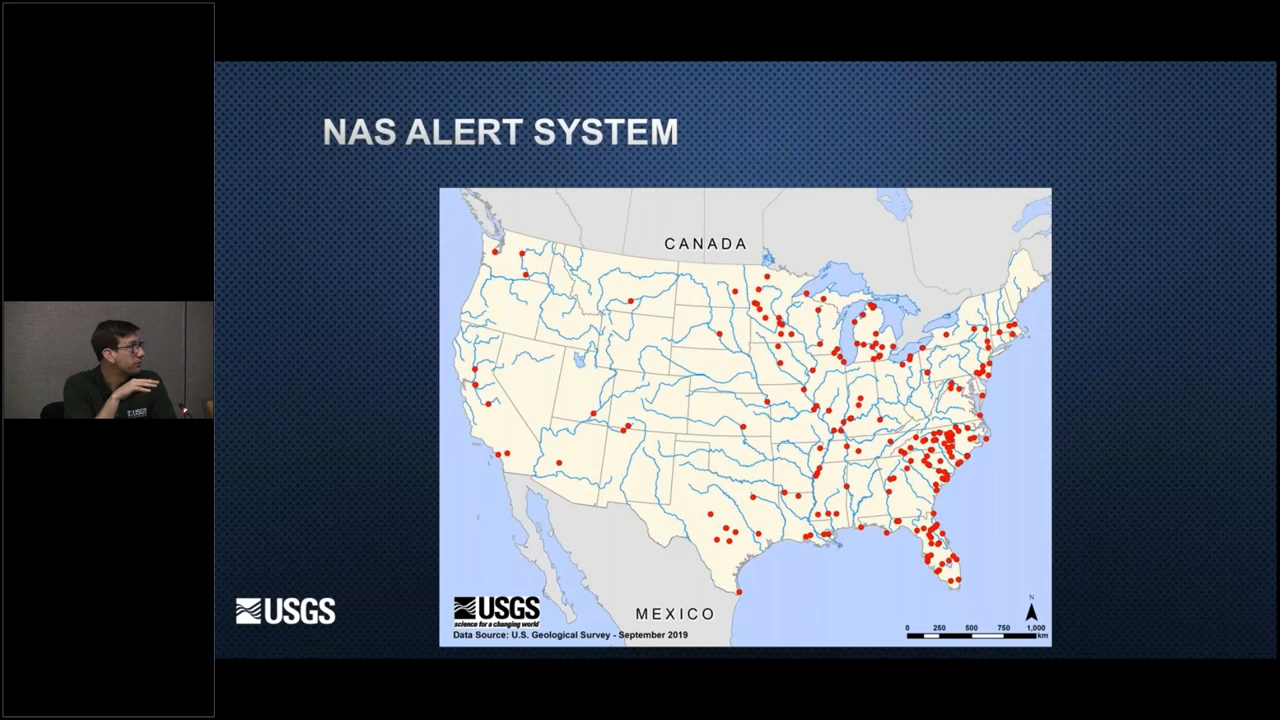 NAS ALERT SYSTEM
CANADA
MEXICO
USGS
science for a changing world
Data Source: U.S. Geological Survey - September 2019
N
0 250 500 750 1,000
km
USGS
USGS